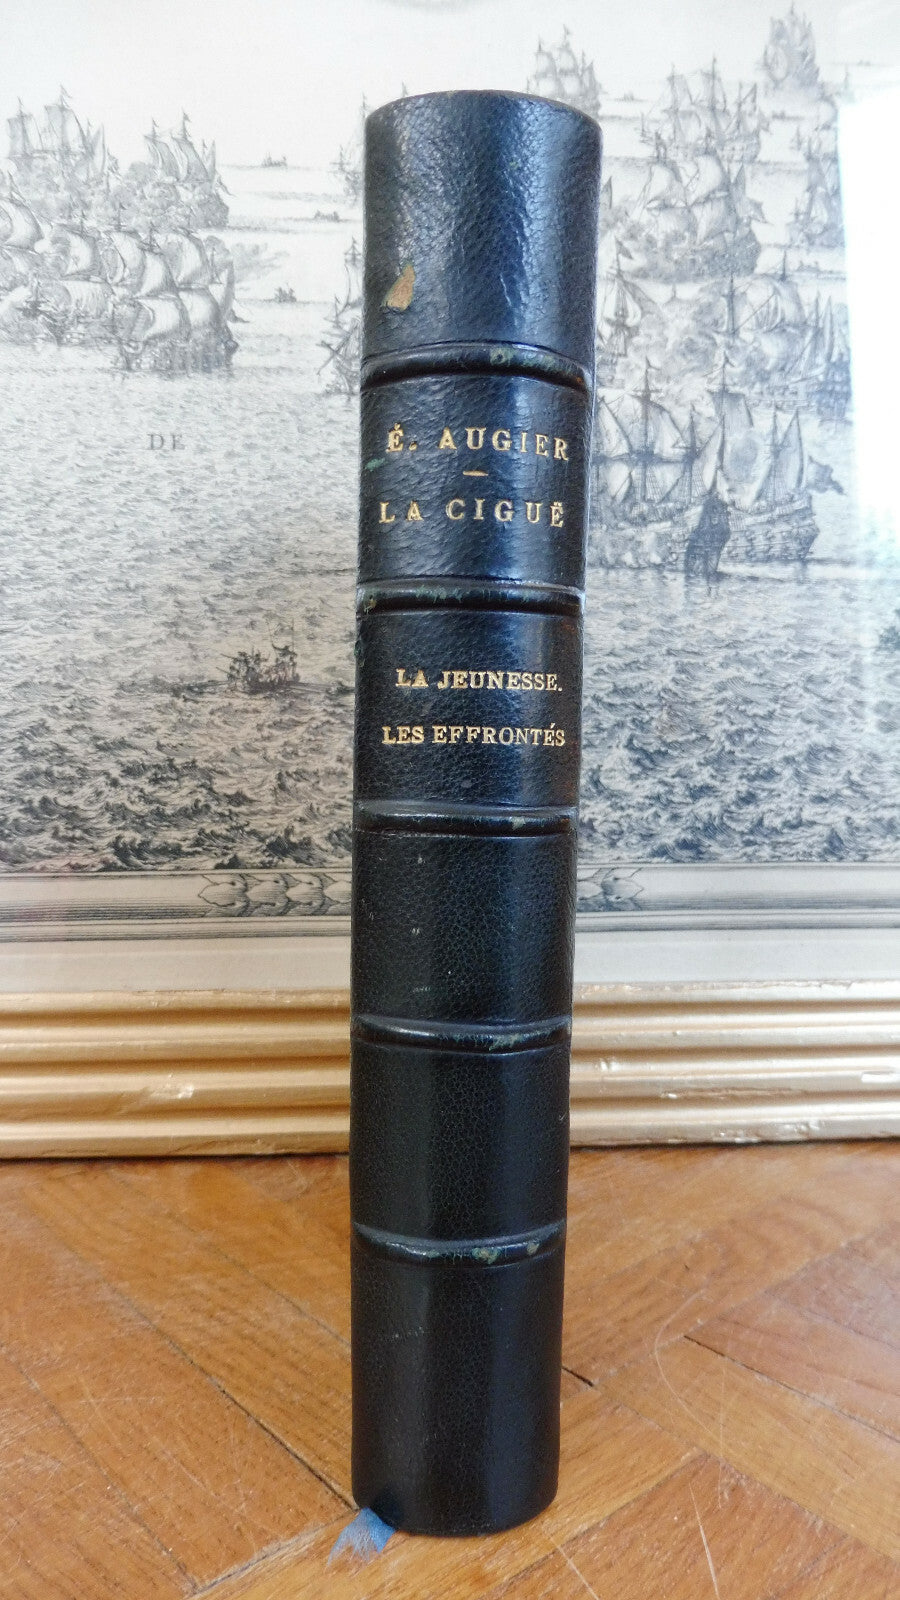 DE
É. AUGIER
LA CIGUË
LA JEUNESSE.
LES EFFRONTÉS